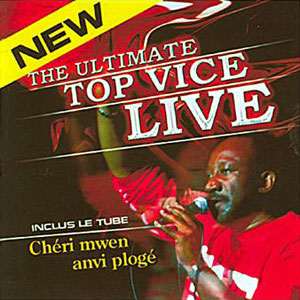 NEW
THE ULTIMATE
TOP VICE
LIVE
INCLUS LE TUBE
Chéri mwen
anvi plogé